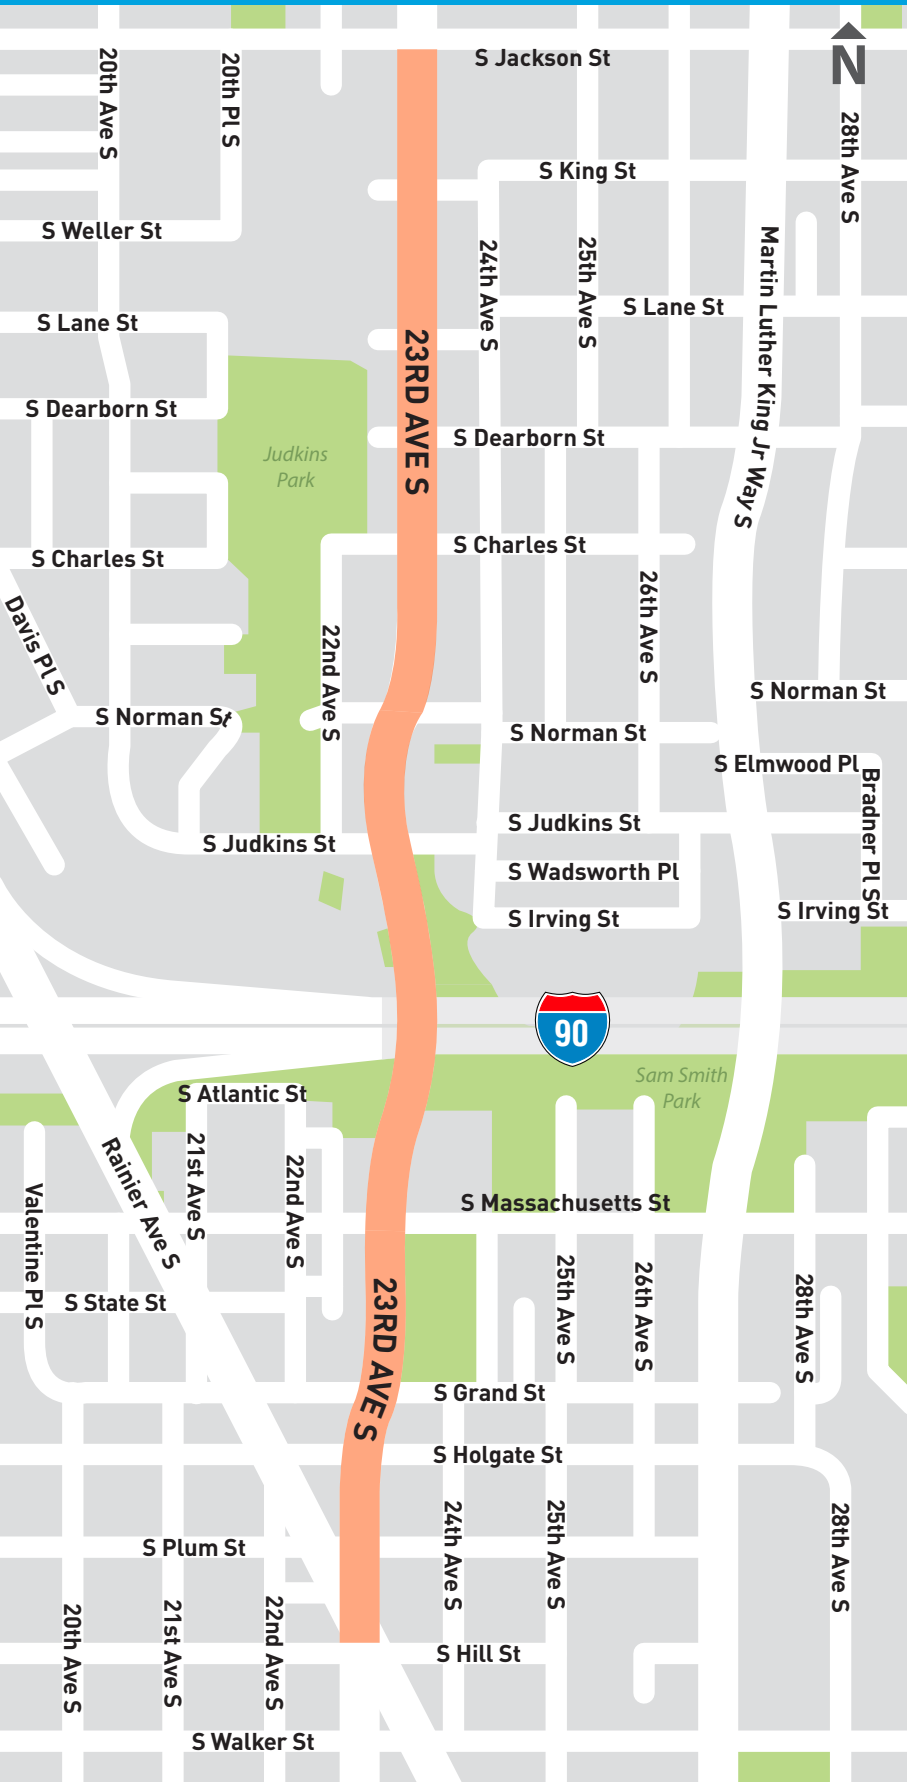 S Jackson St
N
20th Ave S
20th Pl S
28th Ave S
S King St
S Weller St
Martin Luther King Jr Way S
24th Ave S
25th Ave S
S Lane St
S Lane St
23RD AVE S
S Dearborn St
S Dearborn St
Judkins
Park
S Charles St
S Charles St
Davis Pl S
26th Ave S
22nd Ave S
S Norman St
S Norman St
S Norman St
S Elmwood Pl
Bradner Pl S
S Judkins St
S Judkins St
S Wadsworth Pl
S Irving St
S Irving St
90
Sam Smith
Park
S Atlantic St
Rainier Ave S
21st Ave S
22nd Ave S
Valentine Pl S
S Massachusetts St
25th Ave S
26th Ave S
28th Ave S
S State St
23RD AVE S
S Grand St
S Holgate St
24th Ave S
25th Ave S
28th Ave S
S Plum St
20th Ave S
21st Ave S
22nd Ave S
S Hill St
S Walker St